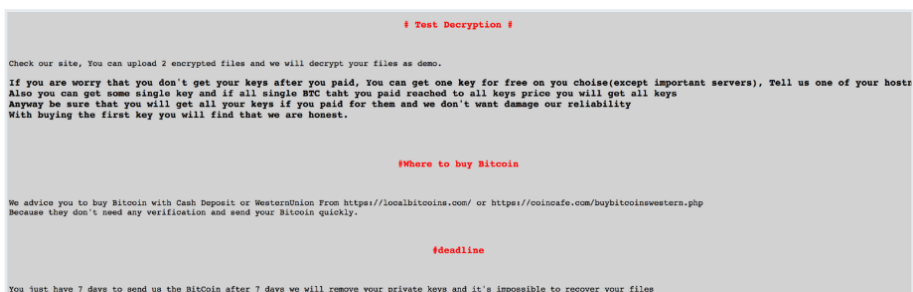 # Test Decryption #
Check our site, You can upload 2 encrypted files and we will decrypt your files as demo.
If you are worry that you don't get your keys after you paid, You can get one key for free on you choise(except important servers), Tell us one of your hostn
Also you can get some single key and if all single BTC taht you paid reached to all keys price you will get all keys
Anyway be sure that you will get all your keys if you paid for them and we don't want damage our reliability
With buying the first key you will find that we are honest.
#Where to buy Bitcoin
We advice you to buy Bitcoin with Cash Deposit or WesternUnion From https://localbitcoins.com/ or https://coincafe.com/buybitcoinswestern.php
Because they don't need any verification and send your Bitcoin quickly.
#deadline
You just have 7 days to send us the BitCoin after 7 days we will remove your private keys and it's impossible to recover your files